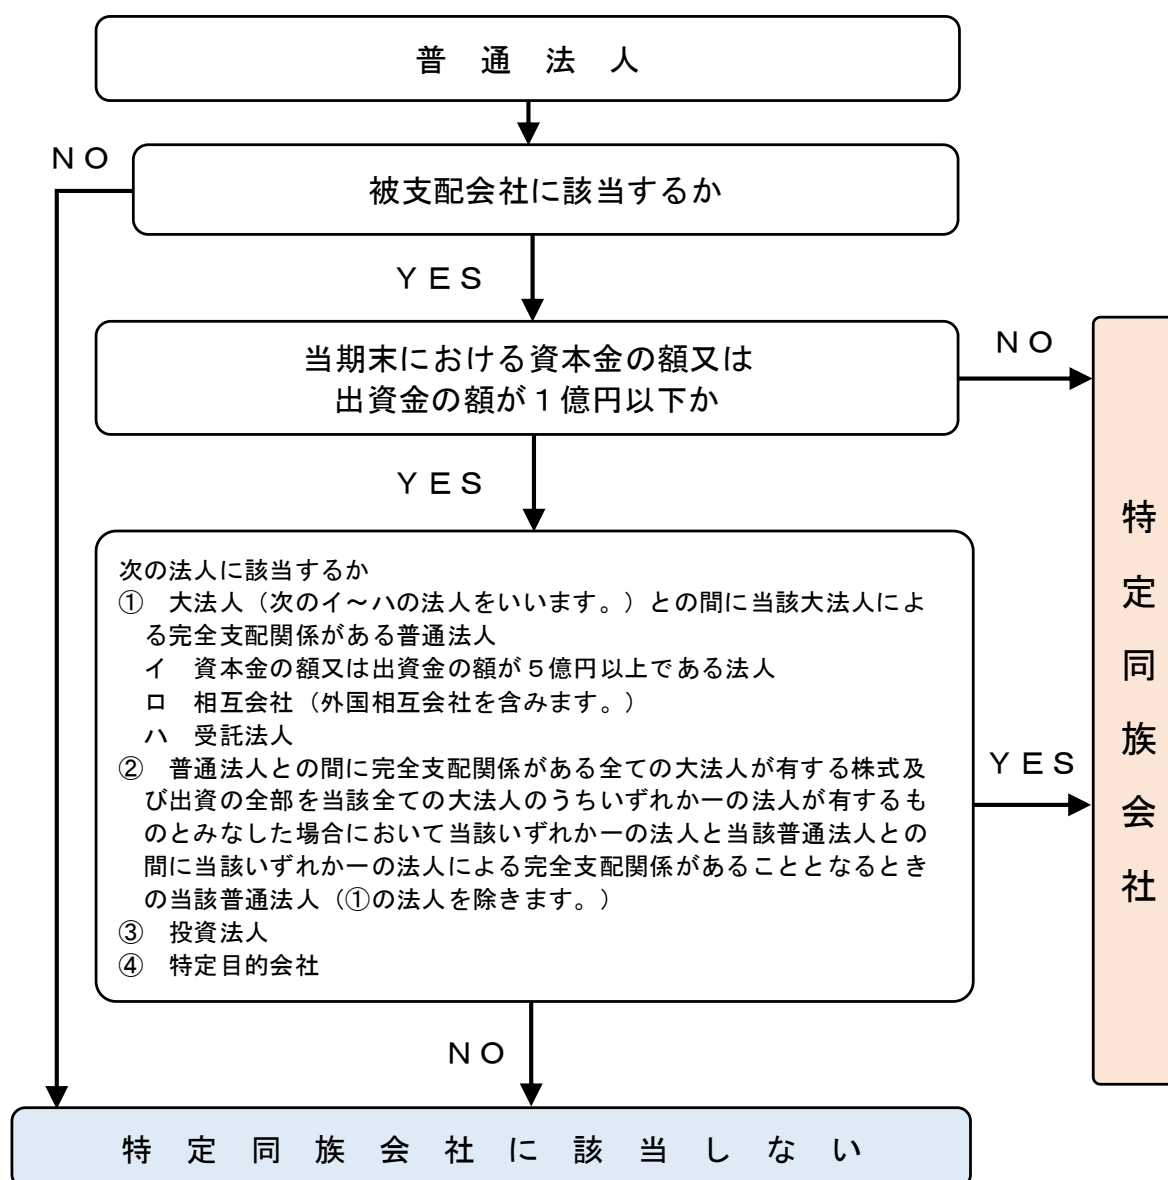 普通法人
NO
被支配会社に該当するか
YES
当期末における資本金の額又は
出資金の額が１億円以下か
NO
YES
次の法人に該当するか
①　大法人（次のイ～ハの法人をいいます。）との間に当該大法人によ
る完全支配関係がある普通法人
イ　資本金の額又は出資金の額が５億円以上である法人
ロ　相互会社（外国相互会社を含みます。）
ハ　受託法人
②　普通法人との間に完全支配関係がある全ての大法人が有する株式及
び出資の全部を当該全ての大法人のうちいずれか一の法人が有するも
のとみなした場合において当該いずれか一の法人と当該普通法人との
間に当該いずれか一の法人による完全支配関係があることとなるとき
の当該普通法人（①の法人を除きます。）
③　投資法人
④　特定目的会社
YES
特定同族会社
NO
特定同族会社に該当しない